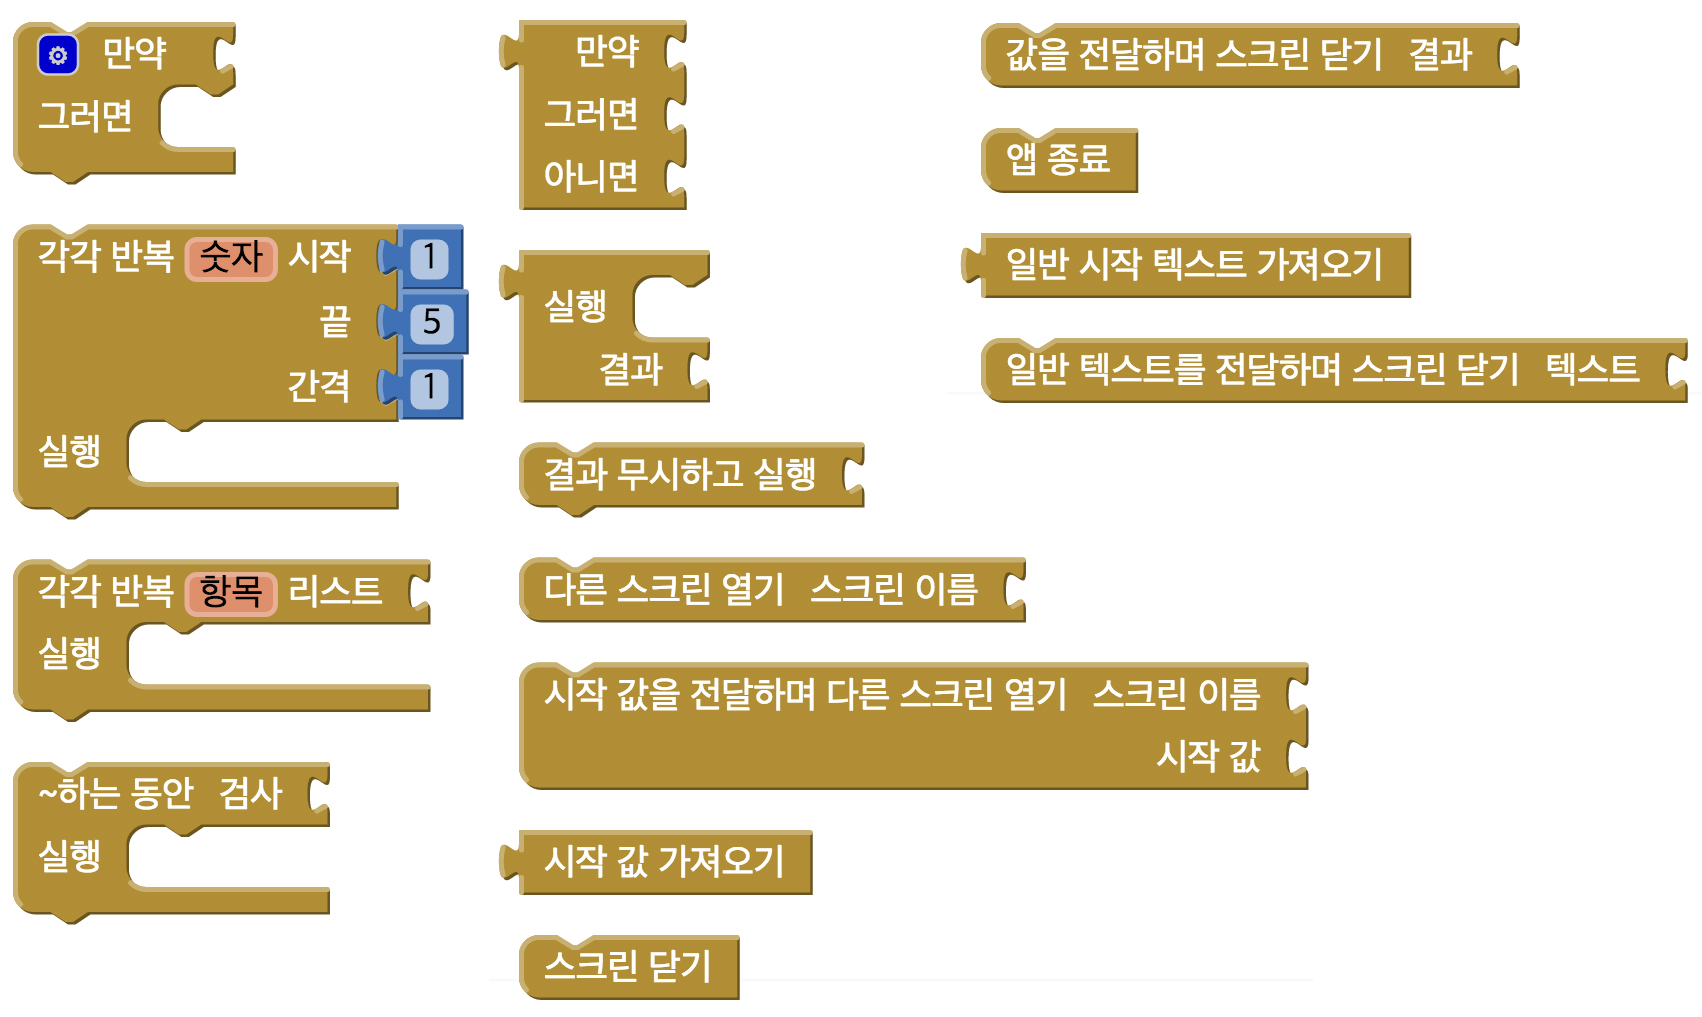 만약
그러면
각각 반복 숫자 시작 1
끝 5
간격 1
실행
각각 반복 항목 리스트
실행
~하는 동안 검사
실행
만약
그러면
아니면
실행
결과
결과 무시하고 실행
다른 스크린 열기 스크린 이름
시작 값을 전달하며 다른 스크린 열기 스크린 이름
시작 값
시작 값 가져오기
스크린 닫기
값을 전달하며 스크린 닫기 결과
앱 종료
일반 시작 텍스트 가져오기
일반 텍스트를 전달하며 스크린 닫기 텍스트